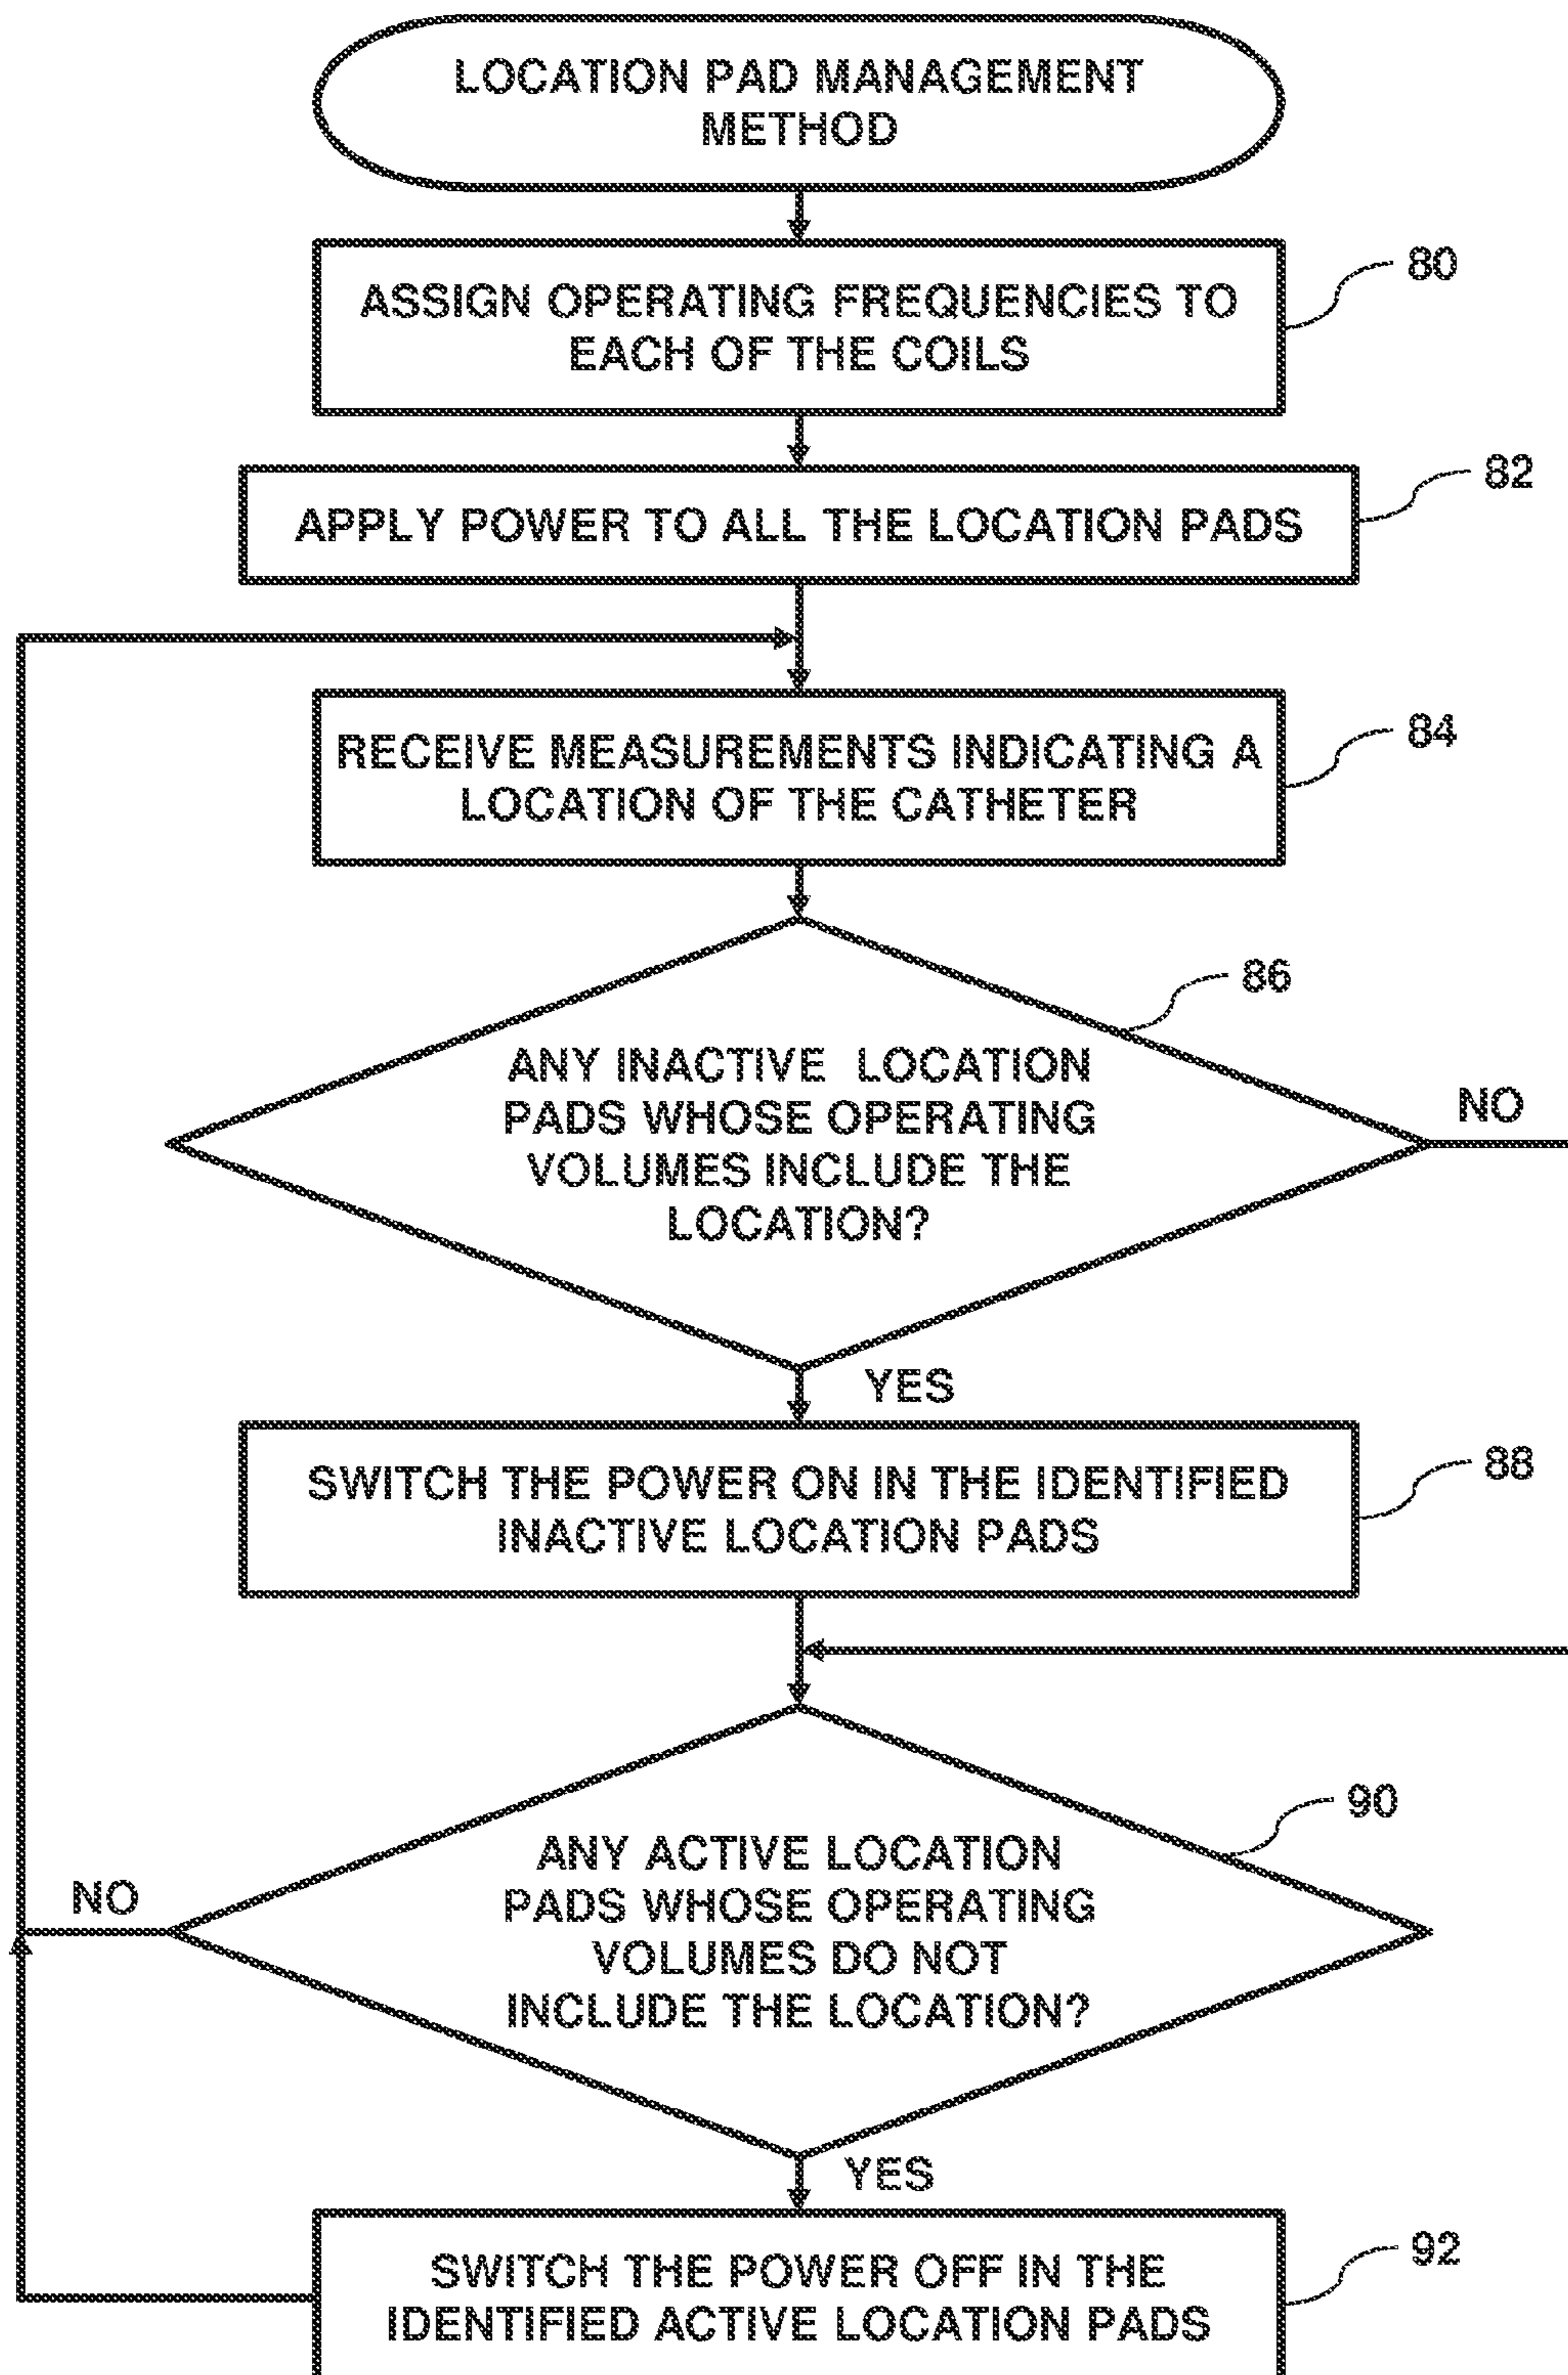 LOCATION PAD MANAGEMENT
METHOD
80
ASSIGN OPERATING FREQUENCIES TO
EACH OF THE COILS
82
APPLY POWER TO ALL THE LOCATION PADS
84
RECEIVE MEASUREMENTS INDICATING A
LOCATION OF THE CATHETER
86
ANY INACTIVE LOCATION
PADS WHOSE OPERATING
VOLUMES INCLUDE THE
LOCATION?
NO
YES
88
SWITCH THE POWER ON IN THE IDENTIFIED
INACTIVE LOCATION PADS
90
ANY ACTIVE LOCATION
PADS WHOSE OPERATING
VOLUMES DO NOT
INCLUDE THE LOCATION?
NO
YES
92
SWITCH THE POWER OFF IN THE
IDENTIFIED ACTIVE LOCATION PADS